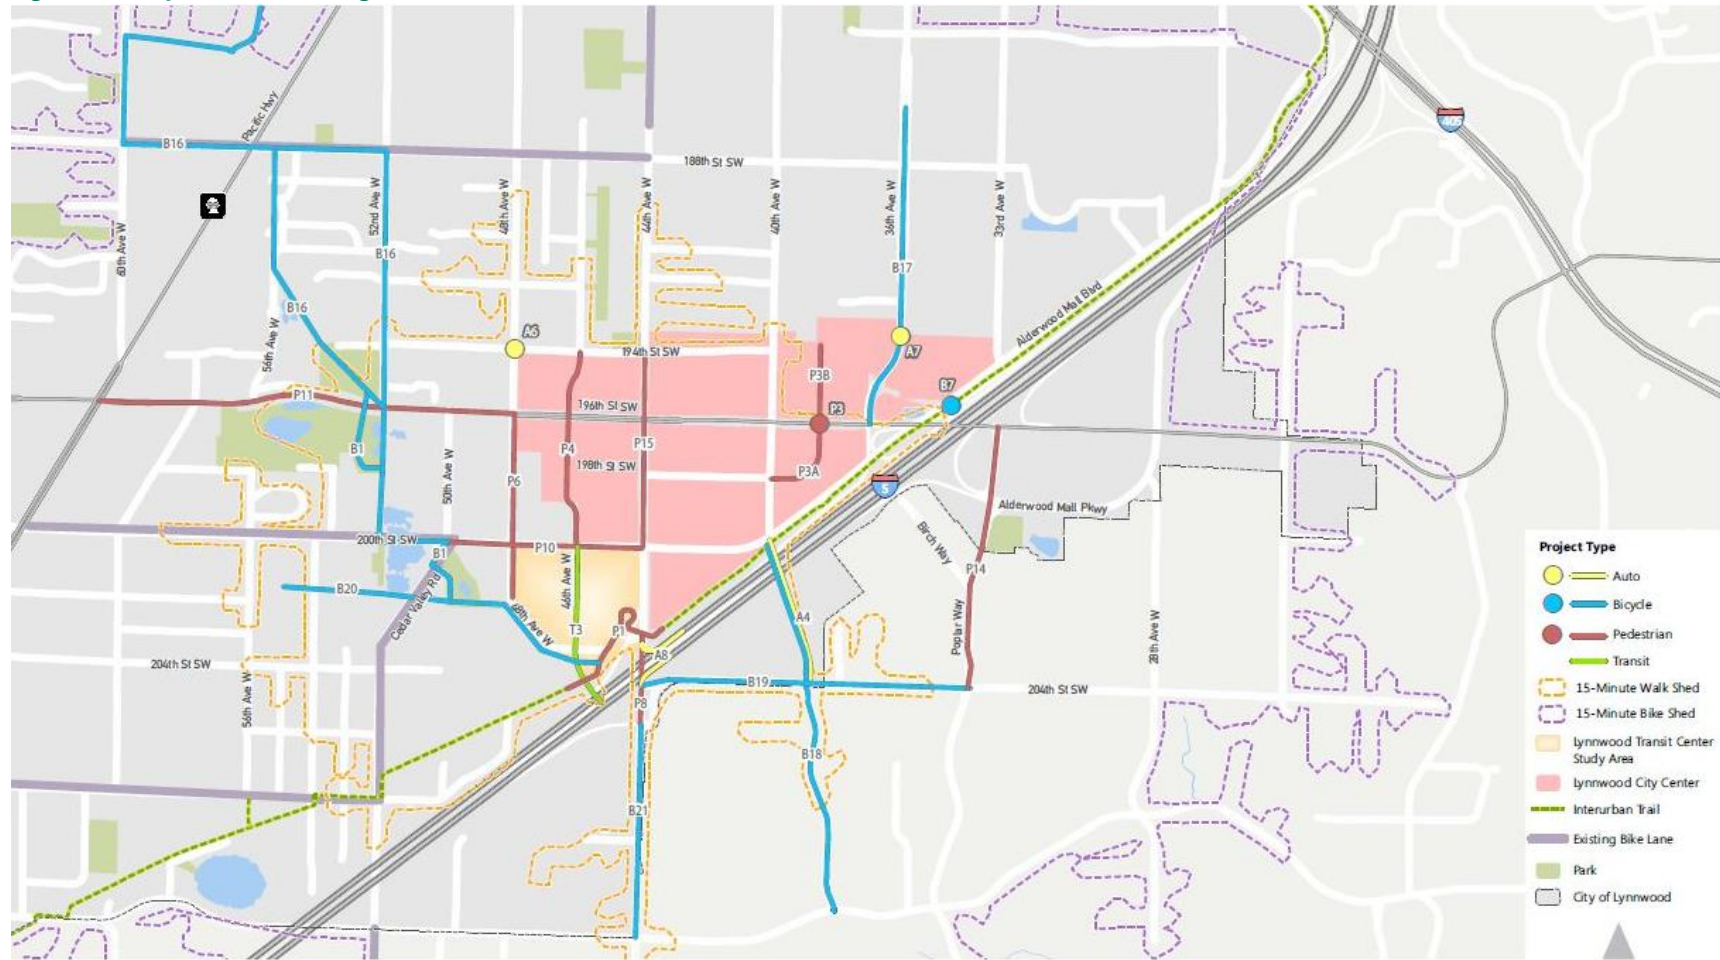 Pacific Hwy
B16
188th St SW
405
60th Ave W
52nd Ave W
48th Ave W
44th Ave W
40th Ave W
36th Ave W
33rd Ave W
B16
B17
B16
Alderwood Mall Blvd
56th Ave W
A6
194th St SW
A7
P3B
B7
P11
196th St SW
P3
B1
P4
P15
198th St SW
P3A
50th Ave W
P6
5
Alderwood Mall Pkwy
200th St SW
B1
P10
Birch Way
P14
46th Ave W
B20
Cedar Valley Rd
48th Ave W
T3
P1
A4
Poplar Way
28th Ave W
A8
204th St SW
B19
204th St SW
56th Ave W
P8
B18
B21
Project Type
Auto
Bicycle
Pedestrian
Transit
15-Minute Walk Shed
15-Minute Bike Shed
Lynnwood Transit Center
Study Area
Lynnwood City Center
Interurban Trail
Existing Bike Lane
Park
City of Lynnwood